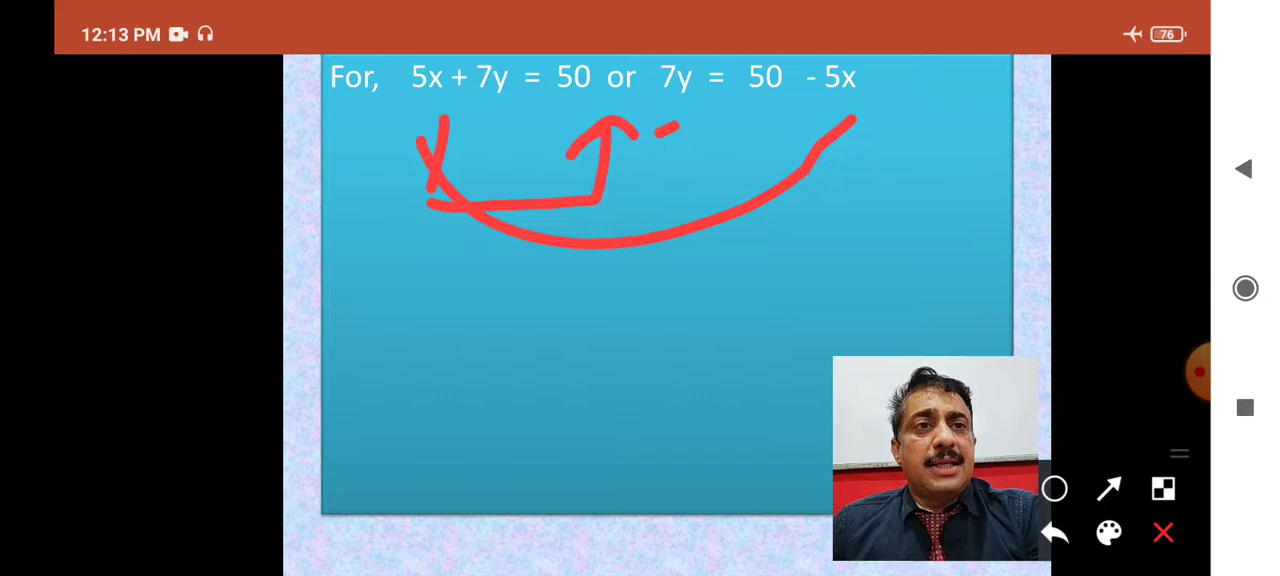 12:13 PM 76
For, 5x + 7y = 50 or 7y = 50 - 5x